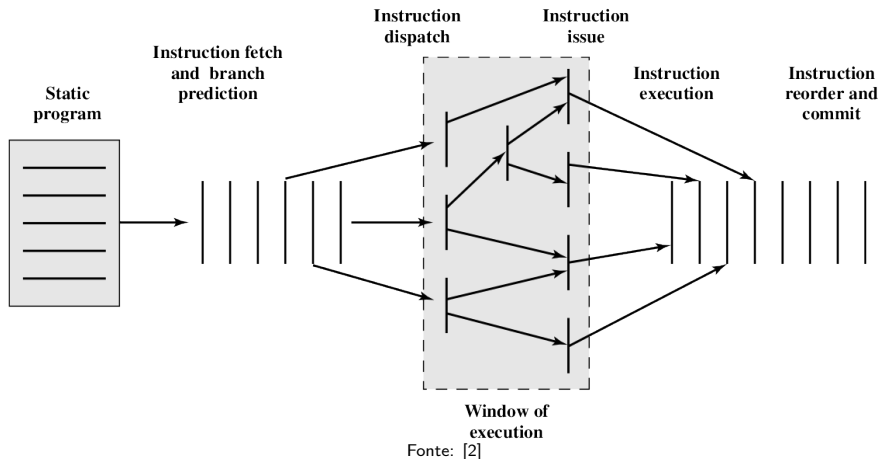 Static
program
Instruction fetch
and branch
prediction
Instruction
dispatch
Instruction
issue
Instruction
execution
Instruction
reorder and
commit
Window of
execution
Fonte: [2]